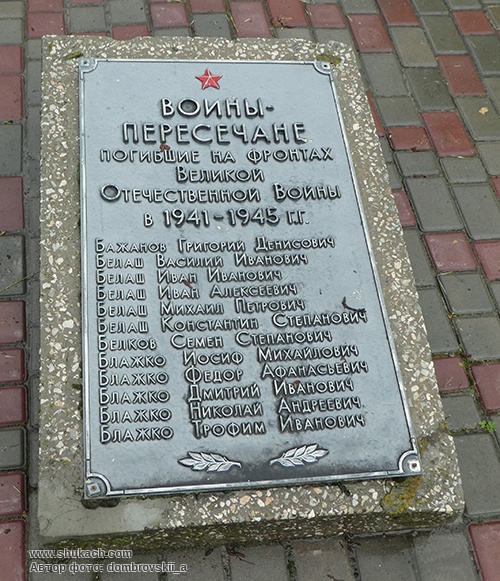 ВОИНЫ-
ПЕРЕСЕЧАНЕ
ПОГИБШИЕ НА ФРОНТАХ
ВЕЛИКОЙ
ОТЕЧЕСТВЕННОЙ ВОЙНЫ
В 1941-1945 Г.Г.
БАЖАНОВ ГРИГОРИЙ ДЕНИСОВИЧ
БЕЛАШ ВАСИЛИЙ ИВАНОВИЧ
БЕЛАШ ИВАН ИВАНОВИЧ
БЕЛАШ ИВАН АЛЕКСЕЕВИЧ
БЕЛАШ МИХАИЛ ПЕТРОВИЧ
БЕЛАШ КОНСТАНТИН СТЕПАНОВИЧ
БЕЛКОВ СЕМЕН СТЕПАНОВИЧ
БЛАЖКО ИОСИФ МИХАЙЛОВИЧ
БЛАЖКО ФЕДОР АФАНАСЬЕВИЧ
БЛАЖКО ДМИТРИЙ ИВАНОВИЧ
БЛАЖКО НИКОЛАЙ АНДРЕЕВИЧ
БЛАЖКО ТРОФИМ ИВАНОВИЧ
www.shukach.com
Автор фото: dombrovskii_a